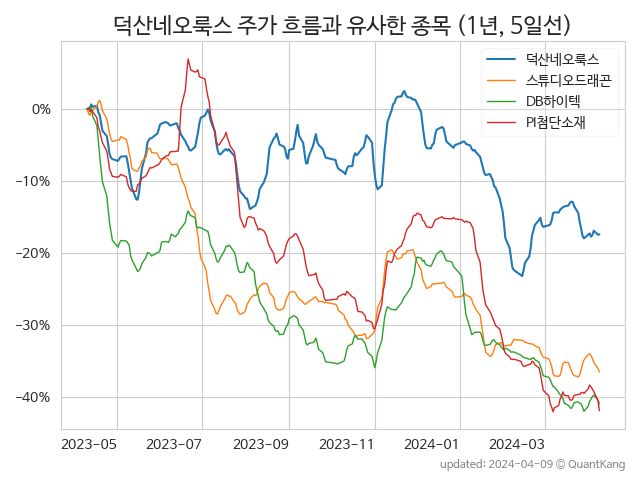 덕산네오룩스 주가 흐름과 유사한 종목 (1년, 5일선)
덕산네오룩스
스튜디오드래곤
DB하이텍
PI첨단소재
0%
−10%
−20%
−30%
−40%
2023-05 2023-07 2023-09 2023-11 2024-01 2024-03
updated: 2024-04-09 © QuantKang